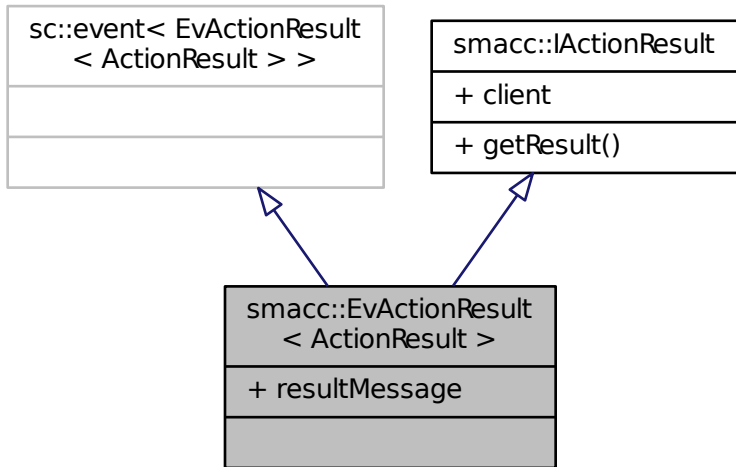 sc::event< EvActionResult
< ActionResult > >
smacc::IActionResult
+ client
+ getResult()
smacc::EvActionResult
< ActionResult >
+ resultMessage